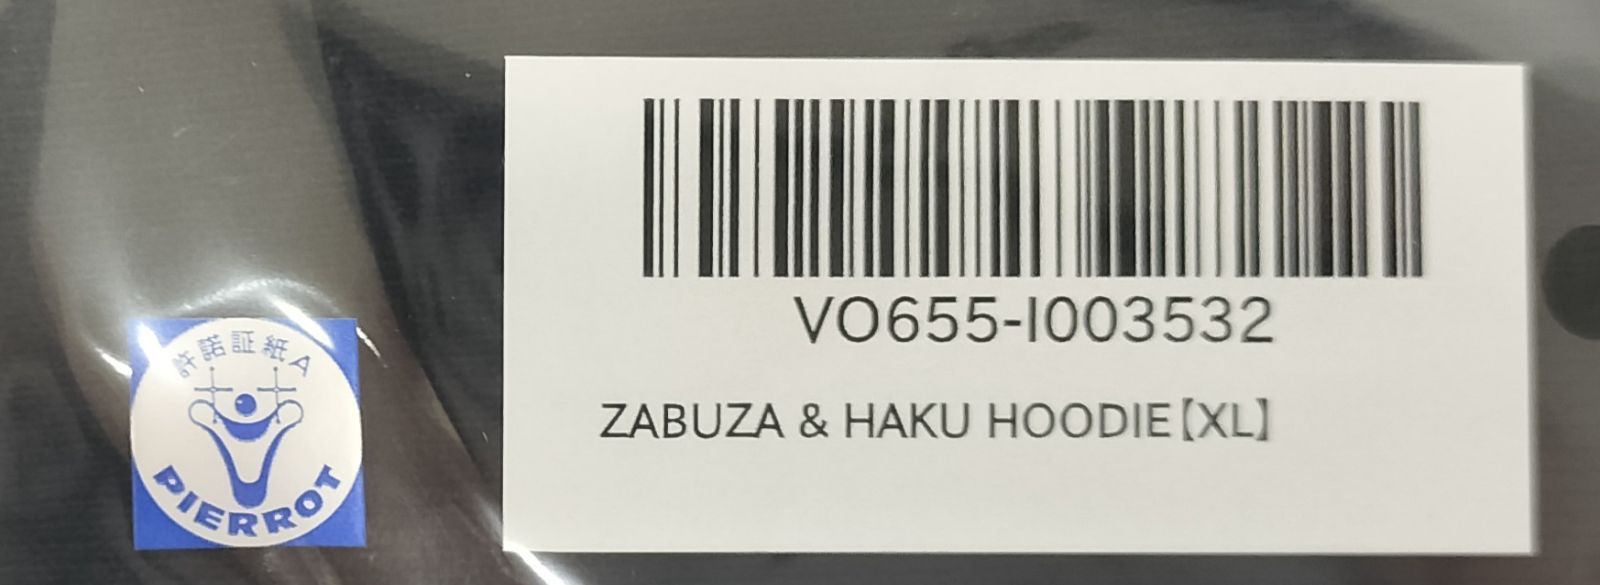 VO655-I003532
ZABUZA & HAKU HOODIE【XL】
許諾証紙A
PIERROT